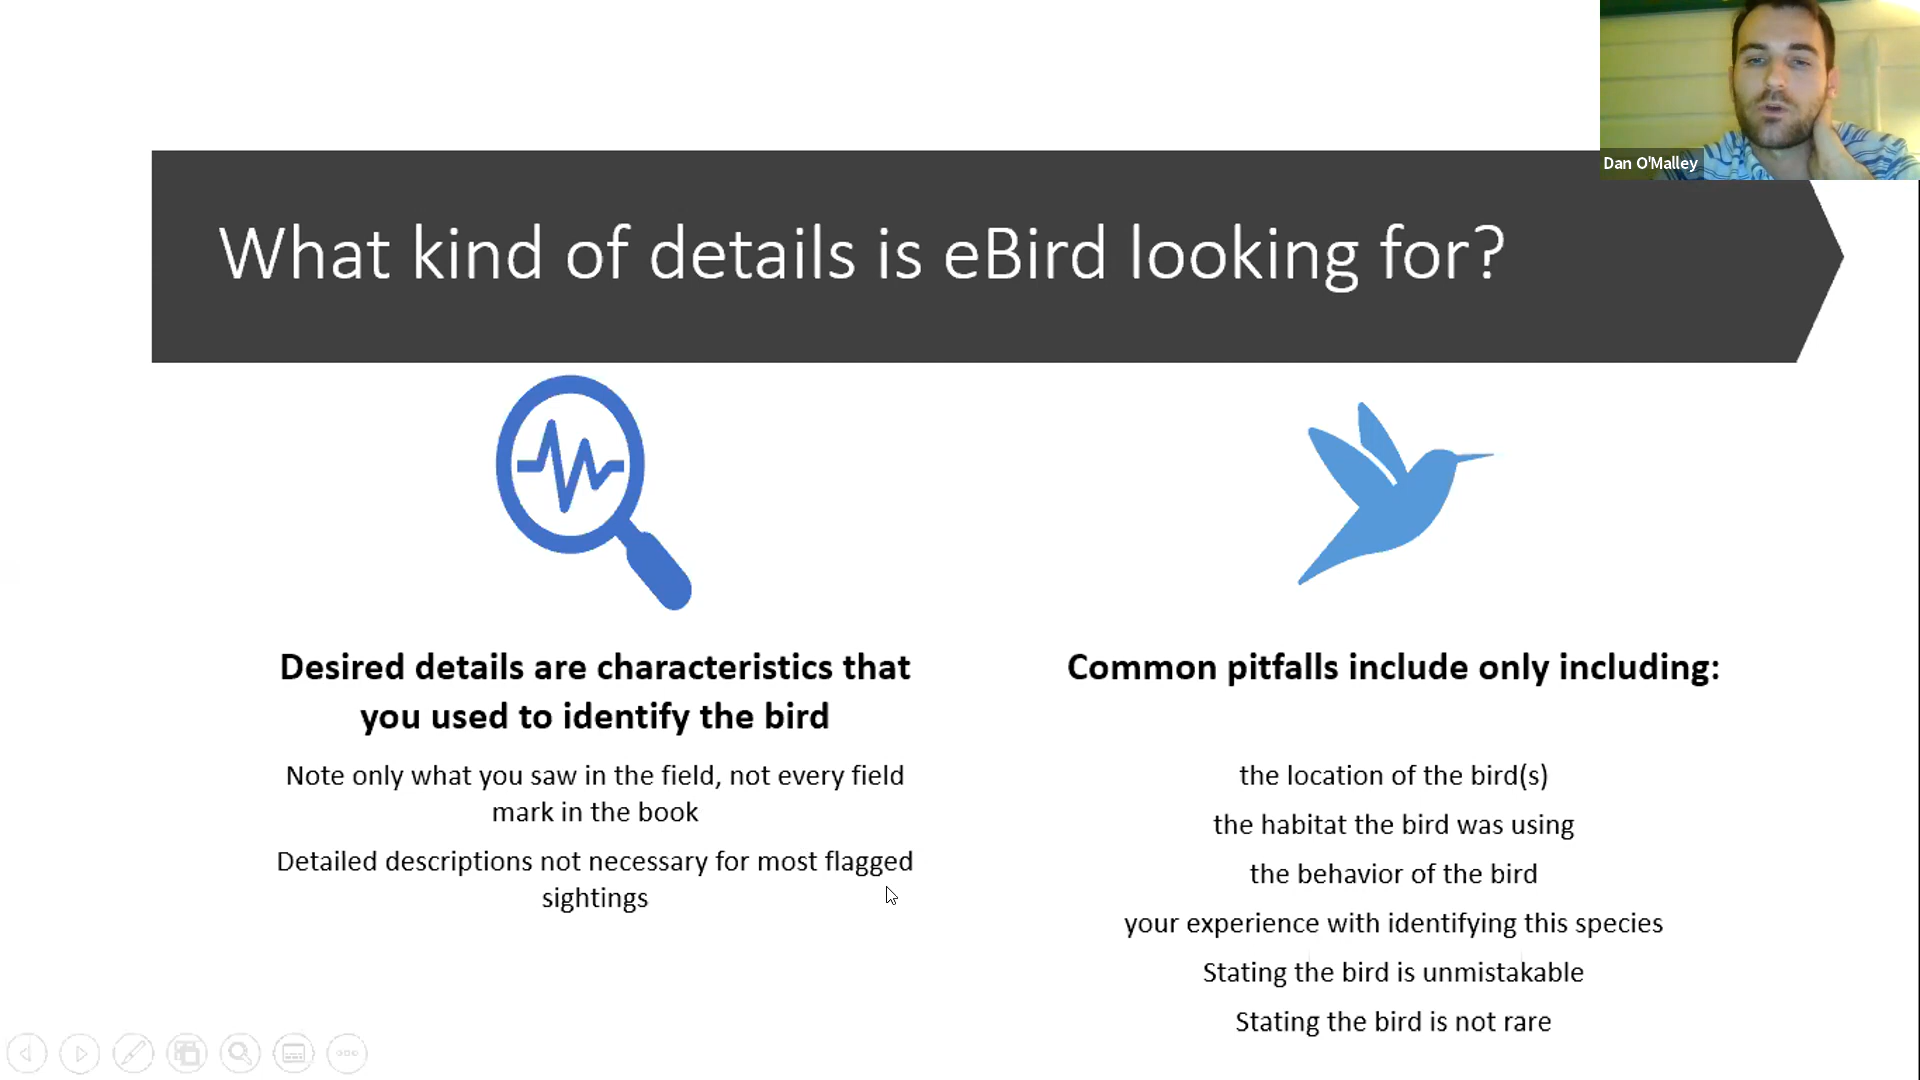 Dan O'Malley
What kind of details is eBird looking for?
Desired details are characteristics that
you used to identify the bird
Note only what you saw in the field, not every field
mark in the book
Detailed descriptions not necessary for most flagged
sightings
Common pitfalls include only including:
the location of the bird(s)
the habitat the bird was using
the behavior of the bird
your experience with identifying this species
Stating the bird is unmistakable
Stating the bird is not rare